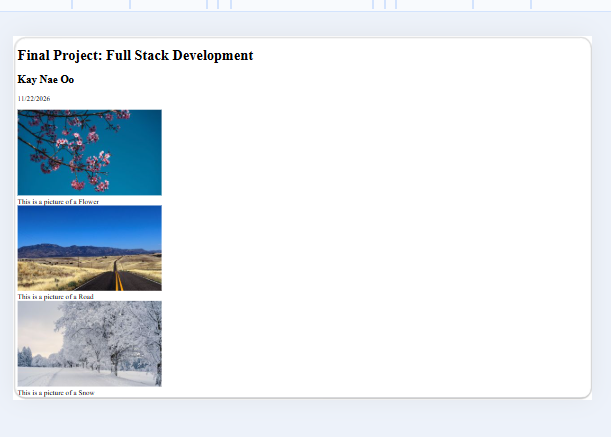 Final Project: Full Stack Development
Kay Nae Oo
11/22/2026
This is a picture of a Flower
This is a picture of a Road
This is a picture of a Snow